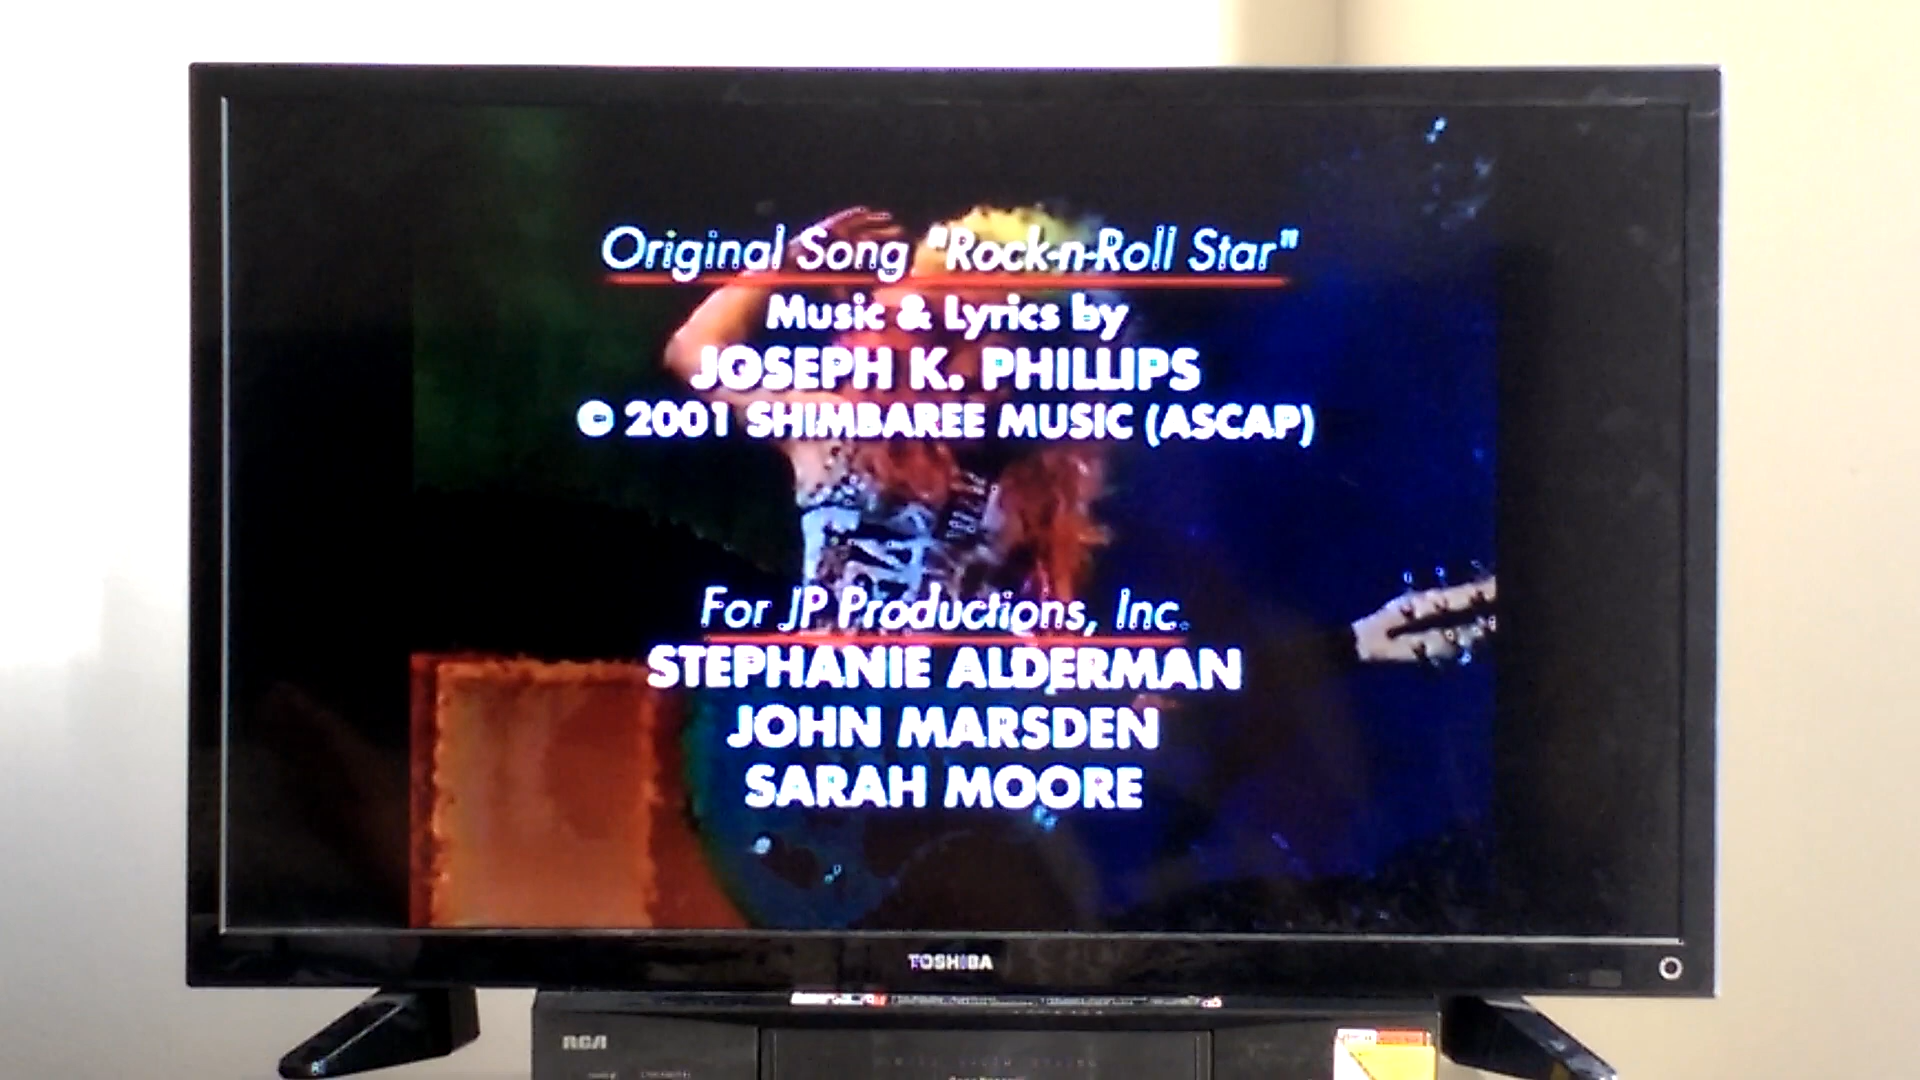 Original Song "Rock-n-Roll Star"
Music & Lyrics by
JOSEPH K. PHILLIPS
© 2001 SHIMBAREE MUSIC (ASCAP)
For JP Productions, Inc.
STEPHANIE ALDERMAN
JOHN MARSDEN
SARAH MOORE
TOSHIBA
RCA